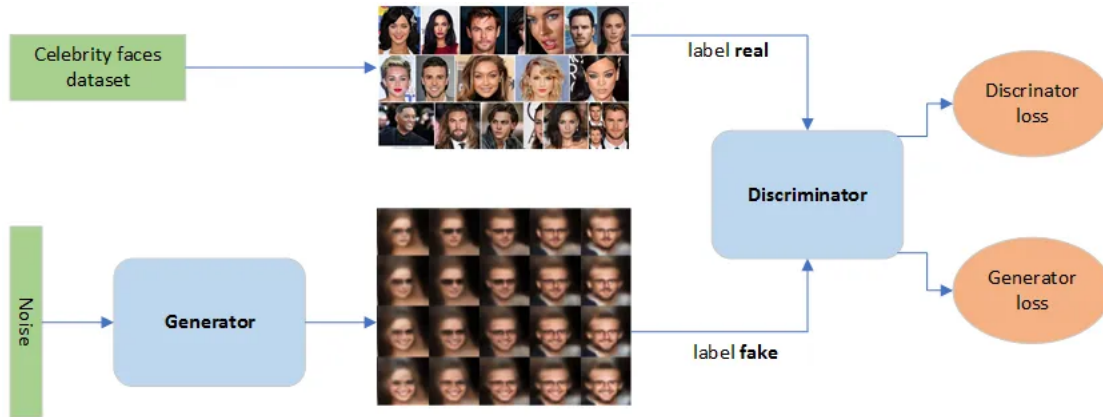 Celebrity faces
dataset
label real
Discrinator
loss
Discriminator
Noise
Generator
label fake
Generator
loss